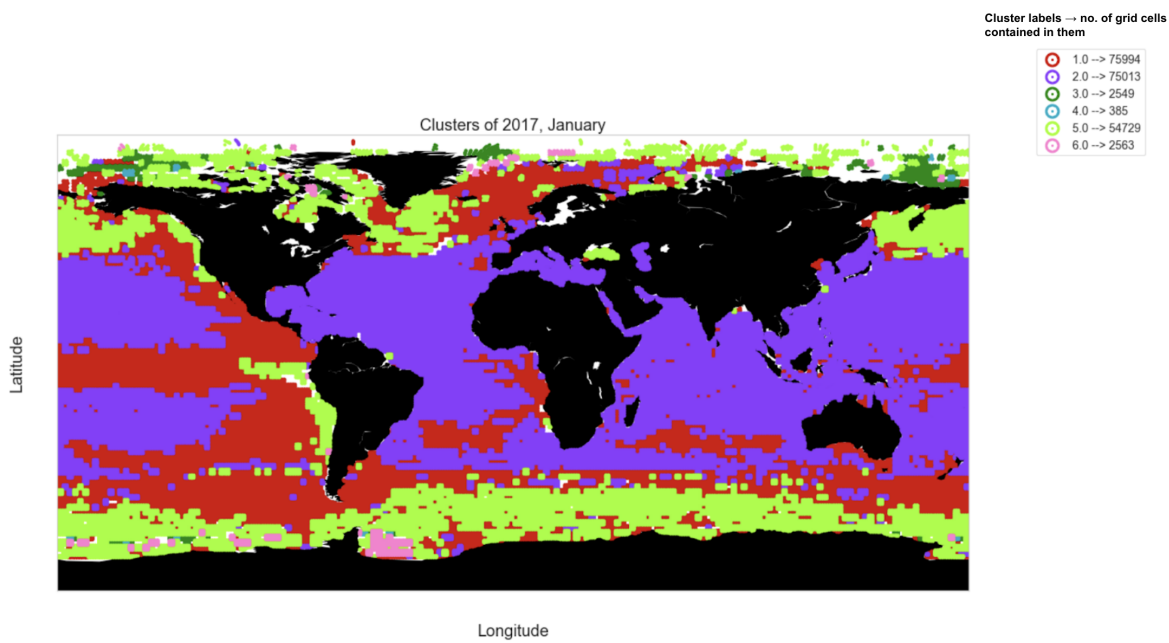 Cluster labels → no. of grid cells
contained in them
1.0 --> 75994
2.0 --> 75013
3.0 --> 2549
4.0 --> 385
5.0 --> 54729
6.0 --> 2563
Clusters of 2017, January
Latitude
Longitude